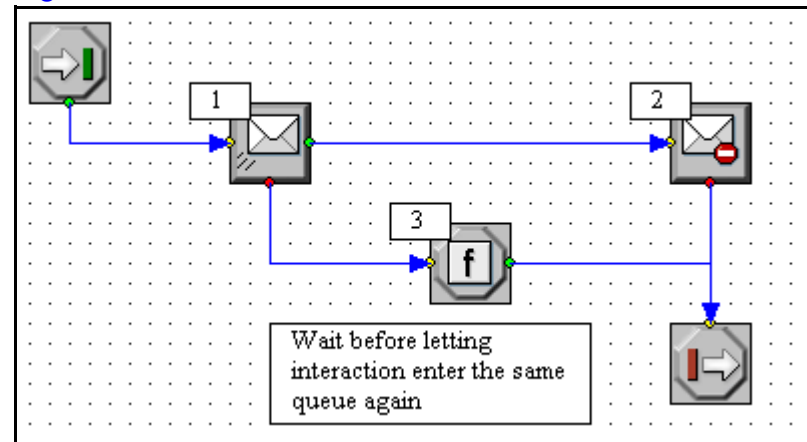 1
2
3
f
Wait before letting
interaction enter the same
queue again